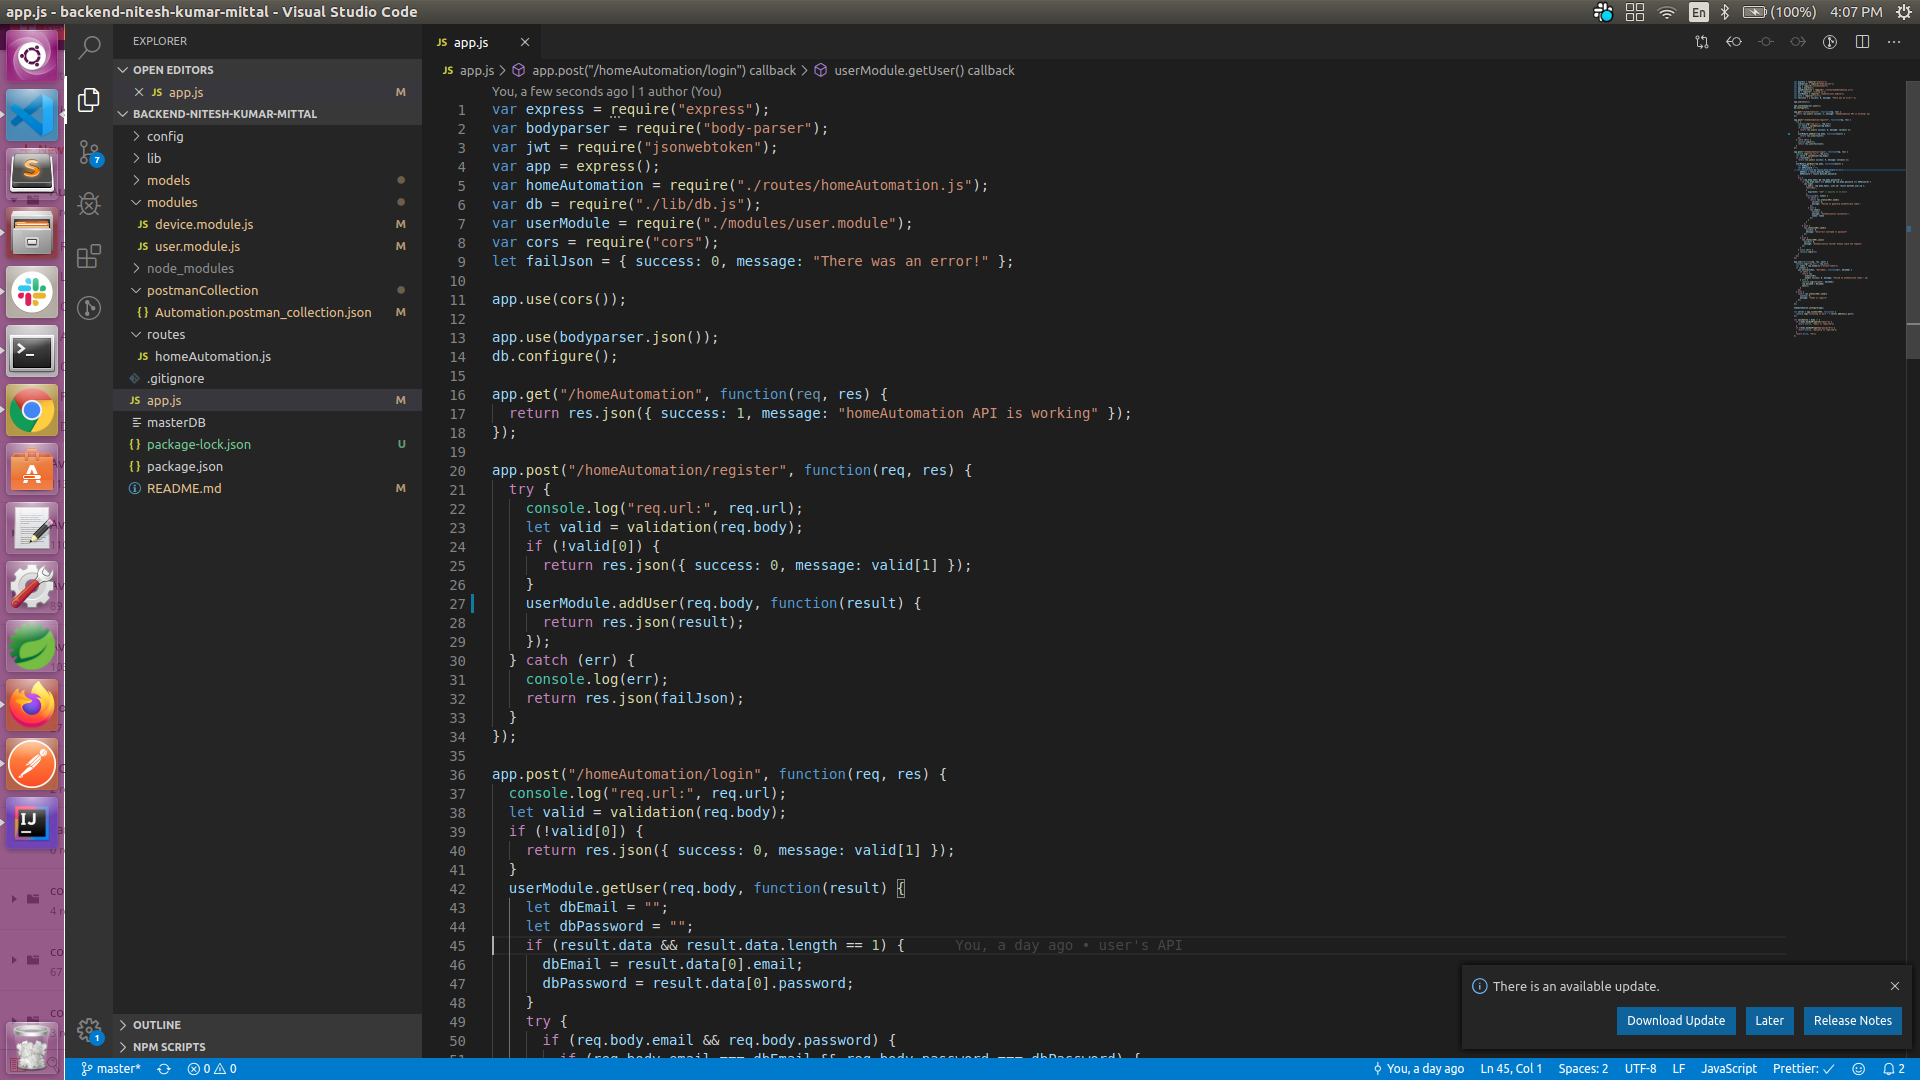 app.js - backend-nitesh-kumar-mittal - Visual Studio Code
En (100%) 4:07 PM
EXPLORER
OPEN EDITORS
JS app.js M
BACKEND-NITESH-KUMAR-MITTAL
config
lib
models
modules
JS device.module.js M
JS user.module.js M
node_modules
postmanCollection
{} Automation.postman_collection.json M
routes
JS homeAutomation.js
.gitignore
JS app.js M
masterDB
{} package-lock.json U
{} package.json
README.md M
OUTLINE
NPM SCRIPTS
7
1
JS app.js
JS app.js > app.post("/homeAutomation/login") callback > userModule.getUser() callback
You, a few seconds ago | 1 author (You)
1 var express = require("express");
2 var bodyparser = require("body-parser");
3 var jwt = require("jsonwebtoken");
4 var app = express();
5 var homeAutomation = require("./routes/homeAutomation.js");
6 var db = require("./lib/db.js");
7 var userModule = require("./modules/user.module");
8 var cors = require("cors");
9 let failJson = { success: 0, message: "There was an error!" };
10
11 app.use(cors());
12
13 app.use(bodyparser.json());
14 db.configure();
15
16 app.get("/homeAutomation", function(req, res) {
17 return res.json({ success: 1, message: "homeAutomation API is working" });
18 });
19
20 app.post("/homeAutomation/register", function(req, res) {
21 try {
22 console.log("req.url:", req.url);
23 let valid = validation(req.body);
24 if (!valid[0]) {
25 return res.json({ success: 0, message: valid[1] });
26 }
27 userModule.addUser(req.body, function(result) {
28 return res.json(result);
29 });
30 } catch (err) {
31 console.log(err);
32 return res.json(failJson);
33 }
34 });
35
36 app.post("/homeAutomation/login", function(req, res) {
37 console.log("req.url:", req.url);
38 let valid = validation(req.body);
39 if (!valid[0]) {
40 return res.json({ success: 0, message: valid[1] });
41 }
42 userModule.getUser(req.body, function(result) {
43 let dbEmail = "";
44 let dbPassword = "";
45 if (result.data && result.data.length == 1) { You, a day ago • user's API
46 dbEmail = result.data[0].email;
47 dbPassword = result.data[0].password;
48 }
49 try {
50 if (req.body.email && req.body.password) {
51 if (req.body.email === dbEmail && req.body.password === dbPassword) {
There is an available update.
Download Update
Later
Release Notes
master* 0 0
You, a day ago Ln 45, Col 1 Spaces: 2 UTF-8 LF JavaScript Prettier: ✓ 2